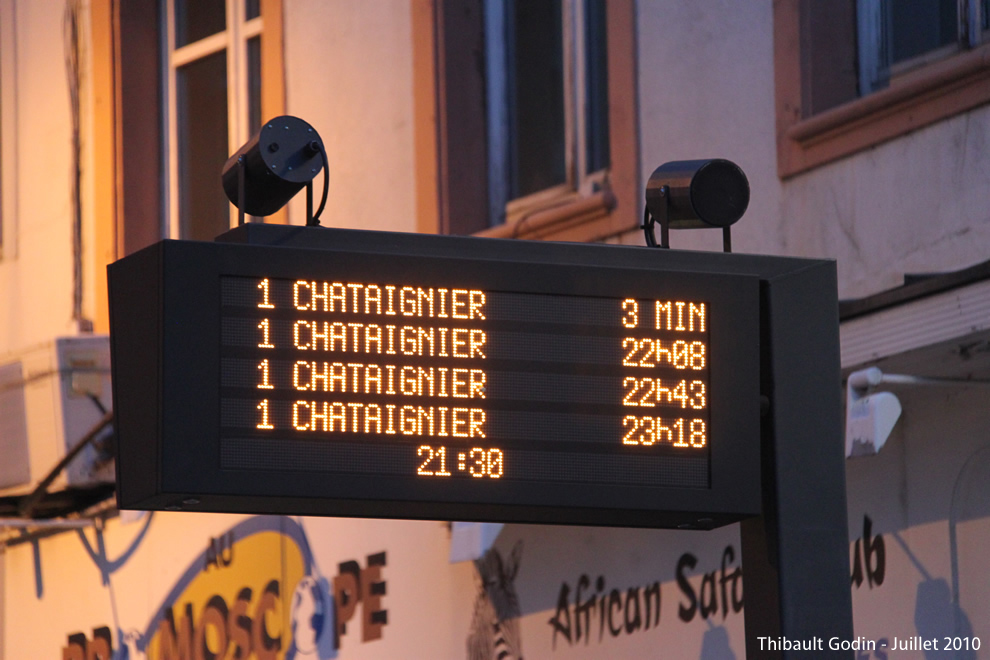 1 CHATAIGNIER 3 MIN
1 CHATAIGNIER 22h08
1 CHATAIGNIER 22h43
1 CHATAIGNIER 23h18
21:30
AU
African
Thibault Godin - Juillet 2010